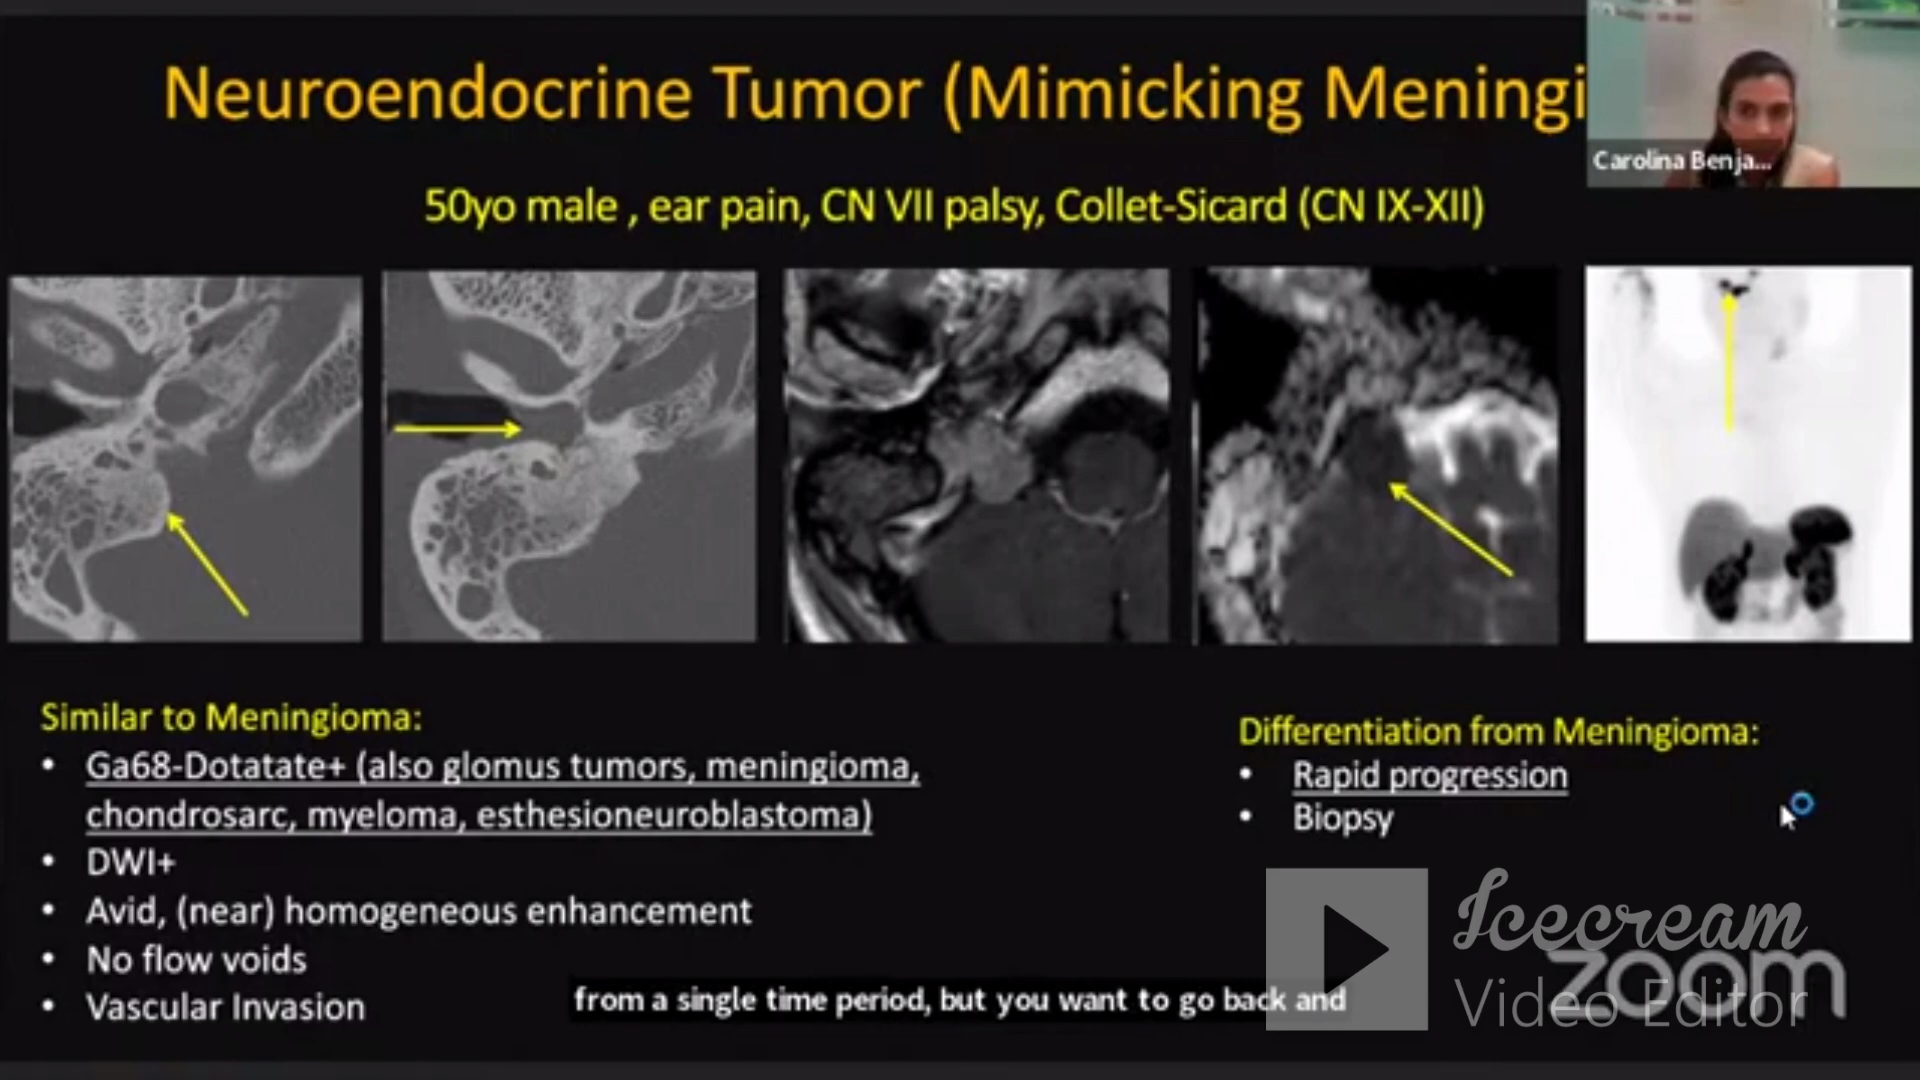 Neuroendocrine Tumor (Mimicking Meningi
Carolina Benja...
50yo male , ear pain, CN VII palsy, Collet-Sicard (CN IX-XII)
Similar to Meningioma:
• Ga68-Dotatate+ (also glomus tumors, meningioma,
chondrosarc, myeloma, esthesioneuroblastoma)
• DWI+
• Avid, (near) homogeneous enhancement
• No flow voids
• Vascular Invasion
Differentiation from Meningioma:
• Rapid progression
• Biopsy
from a single time period, but you want to go back and
Icecream
Video Editor
zoom